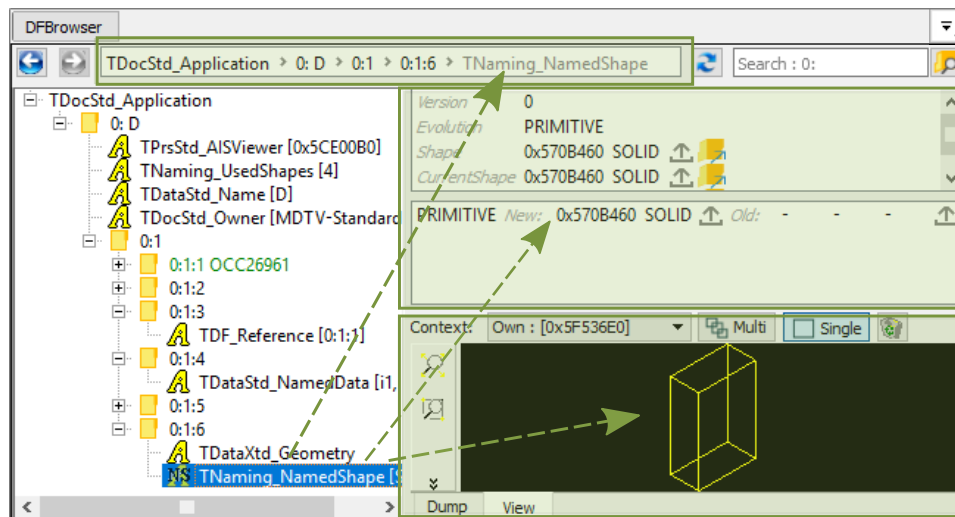 DFBrowser
TDocStd_Application > 0: D > 0:1 > 0:1:6 > TNaming_NamedShape
Search : 0:
TDocStd_Application
0: D
TPrsStd_AISViewer [0x5CE00B0]
TNaming_UsedShapes [4]
TDataStd_Name [D]
TDocStd_Owner [MDTV-Standard
0:1
0:1:1 OCC26961
0:1:2
0:1:3
TDF_Reference [0:1:1]
0:1:4
TDataStd_NamedData [i1,
0:1:5
0:1:6
TDataXtd_Geometry
NS TNaming_NamedShape [S
Version 0
Evolution PRIMITIVE
Shape 0x570B460 SOLID
CurrentShape 0x570B460 SOLID
PRIMITIVE New: 0x570B460 SOLID Old: - - -
Context: Own : [0x5F536E0] Multi Single
Dump View